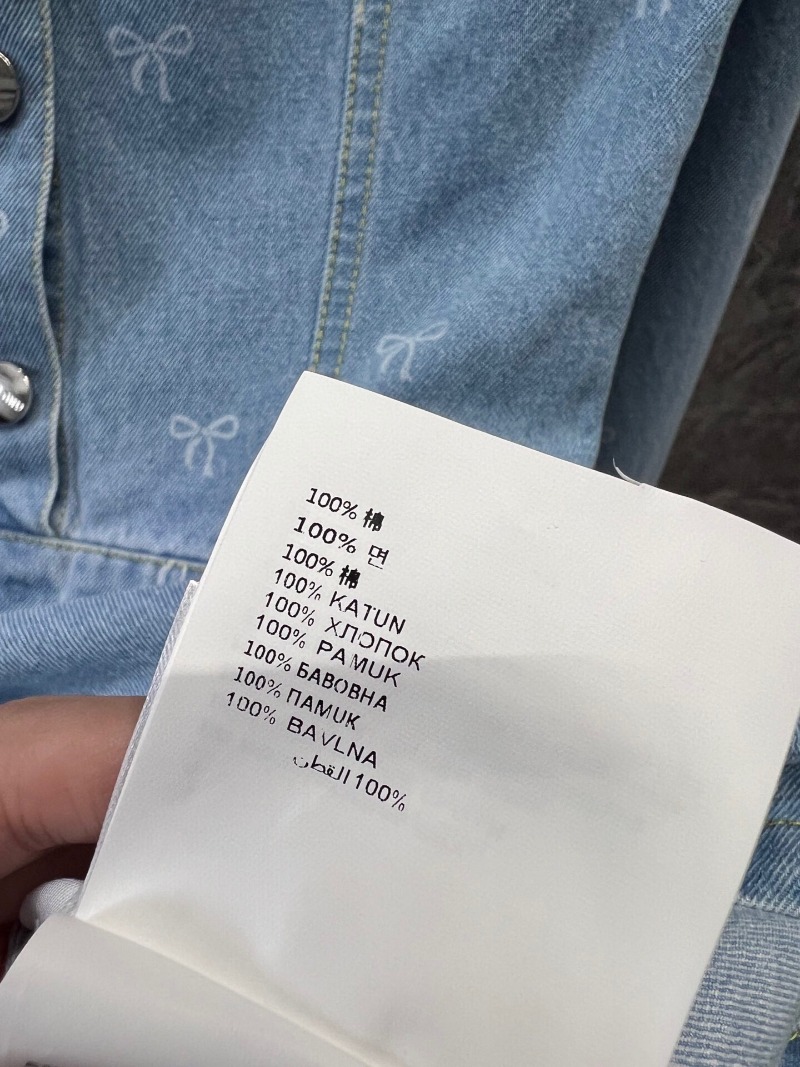 100% 棉
100% 면
100% 棉
100% KATUN
100% ХЛОПОК
100% PAMUK
100% БАВОВНА
100% ПАМUК
100% BAVLNA
100% القطن